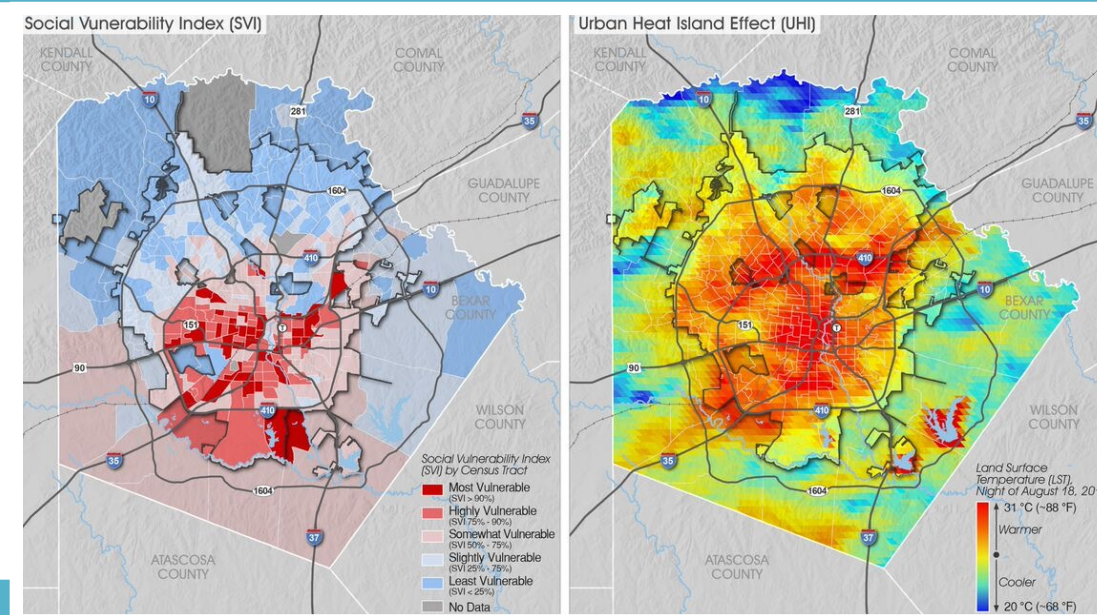 Social Vunerability Index (SVI)
KENDALL
COUNTY
COMAL
COUNTY
10
281
35
GUADALUPE
COUNTY
1604
410
10
BEXAR
COUNTY
151
T
90
WILSON
COUNTY
410
35
1604
37
ATASCOSA
COUNTY
Social Vulnerability Index
(SVI) by Census Tract
Most Vulnerable
(SVI > 90%)
Highly Vulnerable
(SVI 75% - 90%)
Somewhat Vulnerable
(SVI 50% - 75%)
Slightly Vulnerable
(SVI 25% - 75%)
Least Vulnerable
(SVI < 25%)
No Data
Urban Heat Island Effect (UHI)
KENDALL
COUNTY
COMAL
COUNTY
10
281
35
GUADALUPE
COUNTY
1604
410
10
BEXAR
COUNTY
151
T
90
WILSON
COUNTY
410
35
1604
37
ATASCOSA
COUNTY
Land Surface
Temperature (LST),
Night of August 18, 20
31 °C (~88 °F)
Warmer
Cooler
20 °C (~68 °F)